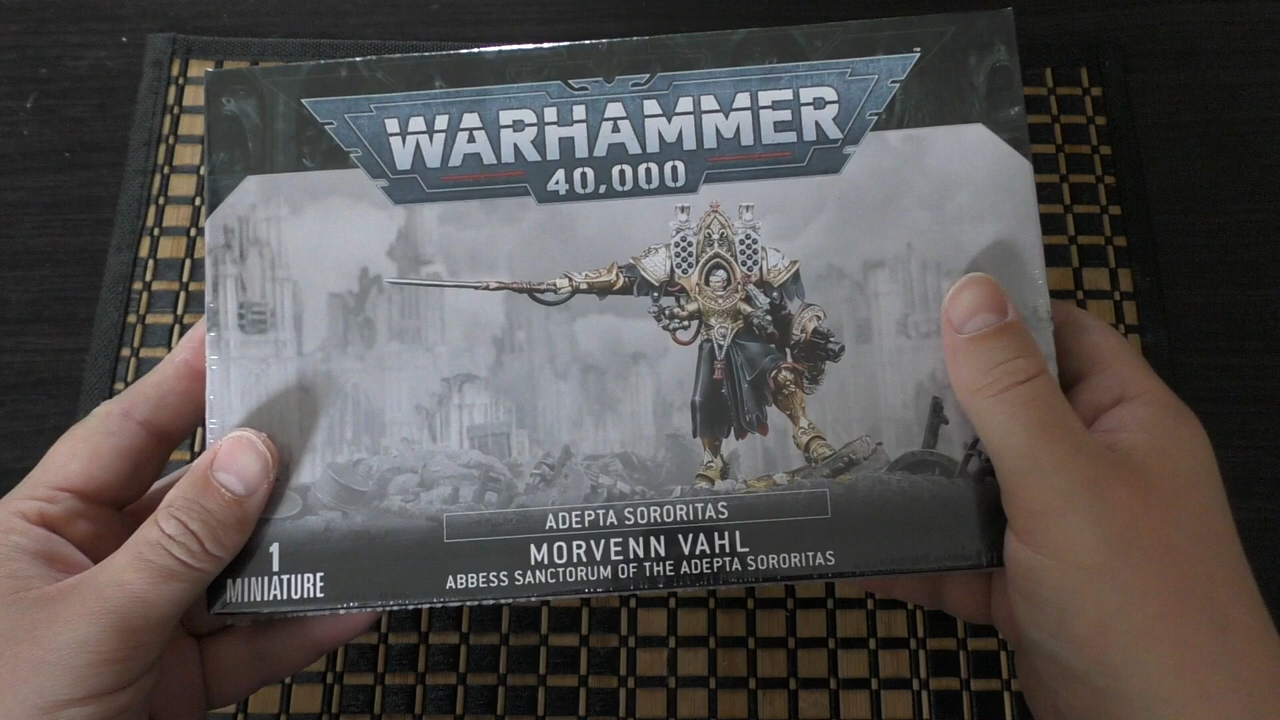 WARHAMMER
40,000
ADEPTA SORORITAS
MORVENN VAHL
ABBESS SANCTORUM OF THE ADEPTA SORORITAS
1
MINIATURE